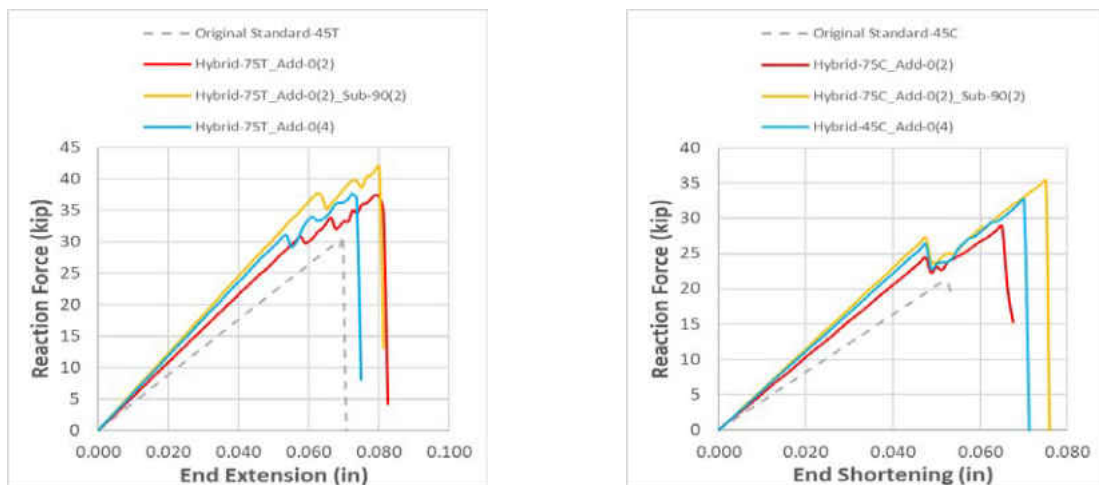 Original Standard-45T
Hybrid-75T_Add-0(2)
Hybrid-75T_Add-0(2)_Sub-90(2)
Hybrid-75T_Add-0(4)
45
40
35
30
25
20
15
10
5
0
Reaction Force (kip)
0.000 0.020 0.040 0.060 0.080 0.100
End Extension (in)
Original Standard-45C
Hybrid-75C_Add-0(2)
Hybrid-75C_Add-0(2)_Sub-90(2)
Hybrid-45C_Add-0(4)
40
35
30
25
20
15
10
5
0
Reaction Force (kip)
0.000 0.020 0.040 0.060 0.080
End Shortening (in)